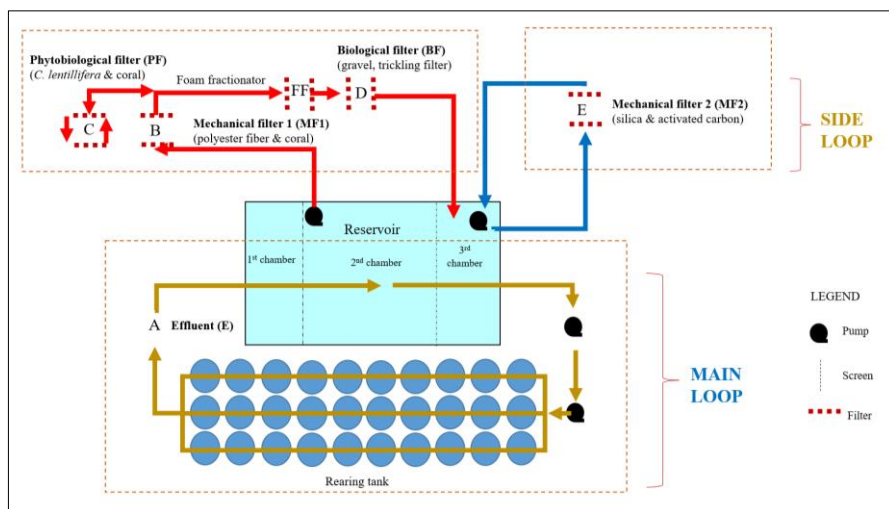 Phytobiological filter (PF)
(C. lentillifera & coral)
Foam fractionator
Biological filter (BF)
(gravel, trickling filter)
FF
D
C
B
Mechanical filter 1 (MF1)
(polyester fiber & coral)
E
Mechanical filter 2 (MF2)
(silica & activated carbon)
SIDE
LOOP
Reservoir
1st chamber
2nd chamber
3rd
chamber
A
Effluent (E)
MAIN
LOOP
LEGEND
Pump
Screen
Filter
Rearing tank